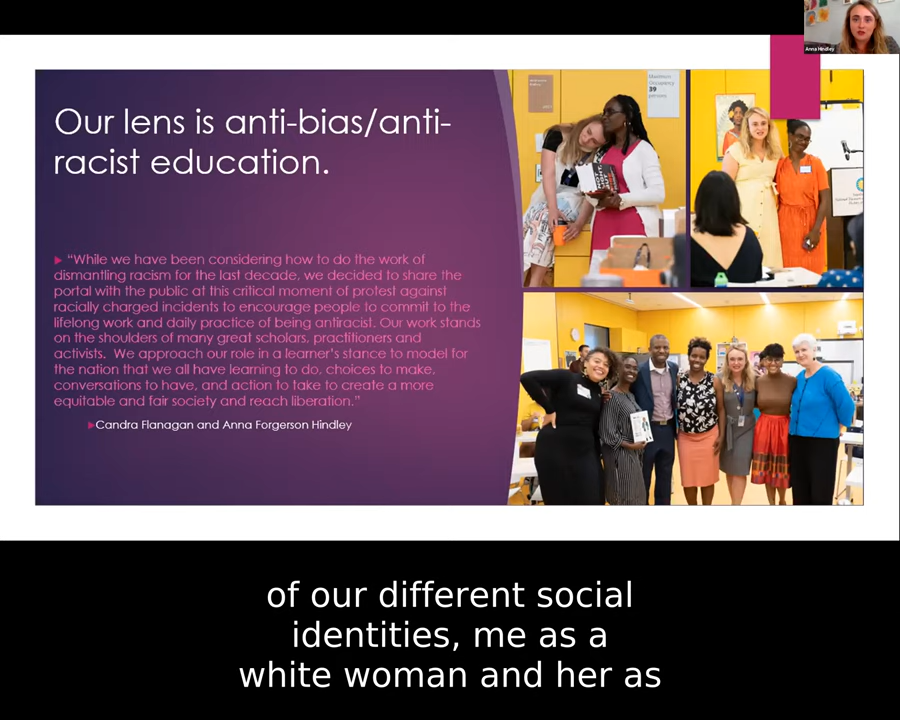 Anna Hindley
Our lens is anti-bias/anti-
racist education.
▶ “While we have been considering how to do the work of
dismantling racism for the last decade, we decided to share the
portal with the public at this critical moment of protest against
racially charged incidents to encourage people to commit to the
lifelong work and daily practice of being antiracist. Our work stands
on the shoulders of many great scholars, practitioners and
activists. We approach our role in a learner’s stance to model for
the nation that we all have learning to do, choices to make,
conversations to have, and action to take to create a more
equitable and fair society and reach liberation.”
▶Candra Flanagan and Anna Forgerson Hindley
Maximum
Occupancy
39
persons
of our different social
identities, me as a
white woman and her as